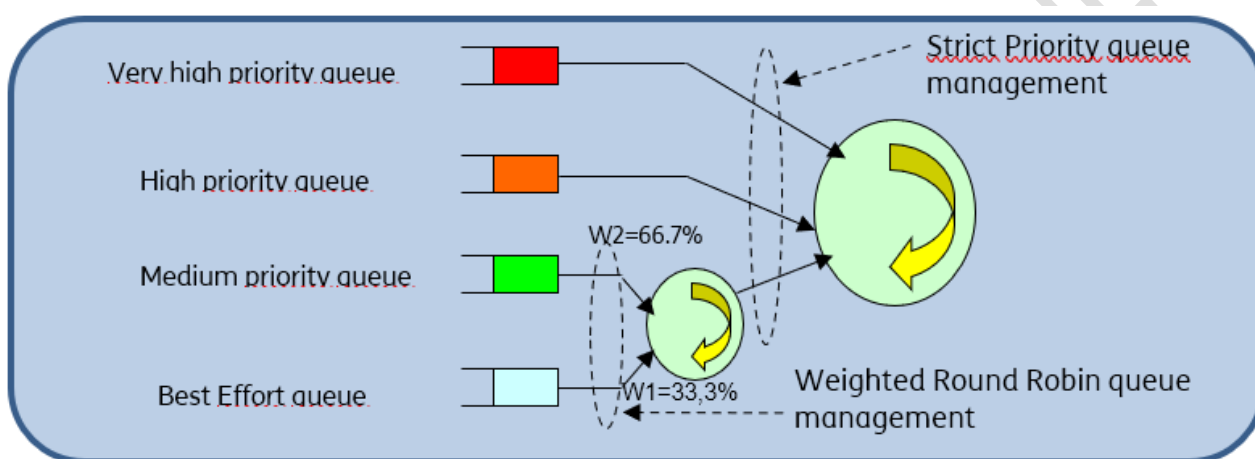 Very high priority queue
Strict Priority queue
management
High priority queue
W2=66.7%
Medium priority queue
Best Effort queue
W1=33,3%
Weighted Round Robin queue
management